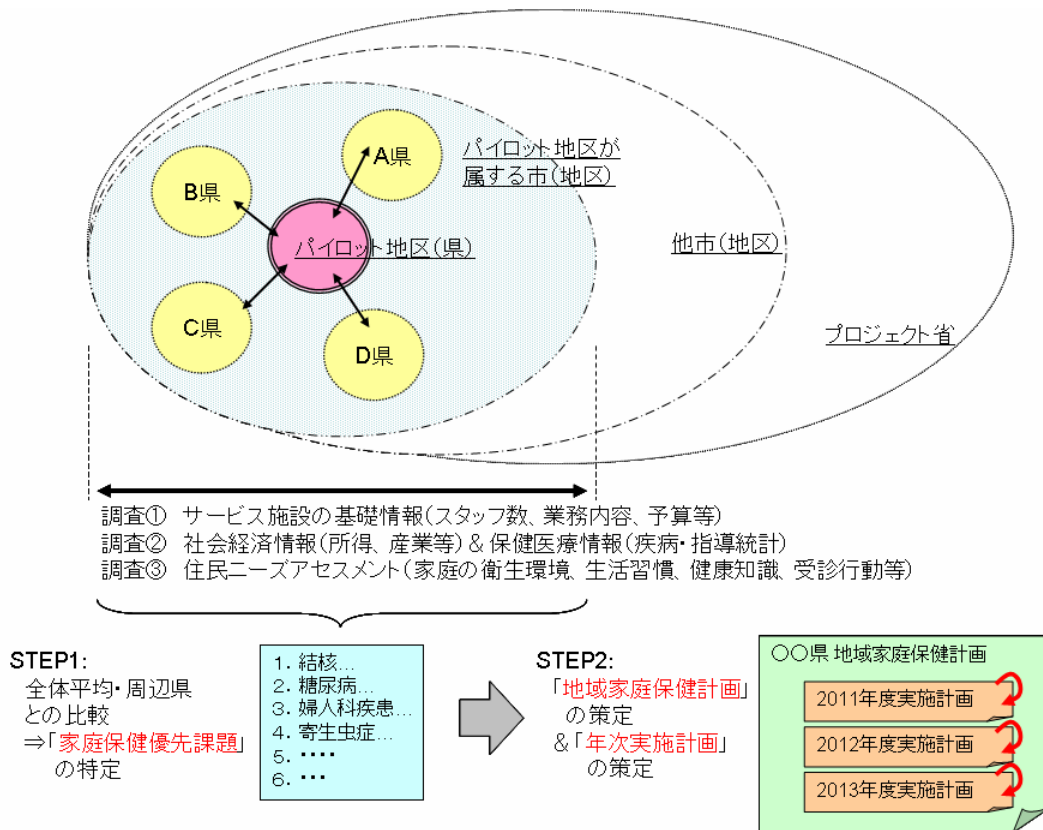 A県
パイロット地区が
属する市(地区)
B県
パイロット地区(県)
他市(地区)
C県
D県
プロジェクト省
調査① サービス施設の基礎情報(スタッフ数、業務内容、予算等)
調査② 社会経済情報(所得、産業等) & 保健医療情報(疾病・指導統計)
調査③ 住民ニーズアセスメント(家庭の衛生環境、生活習慣、健康知識、受診行動等)
STEP1:
全体平均・周辺県
との比較
⇒「家庭保健優先課題」
の特定
1. 結核…
2. 糖尿病…
3. 婦人科疾患…
4. 寄生虫症…
5. ・・・・
6. ・・・
STEP2:
「地域家庭保健計画」
の策定
&「年次実施計画」
の策定
〇〇県 地域家庭保健計画
2011年度実施計画
2012年度実施計画
2013年度実施計画